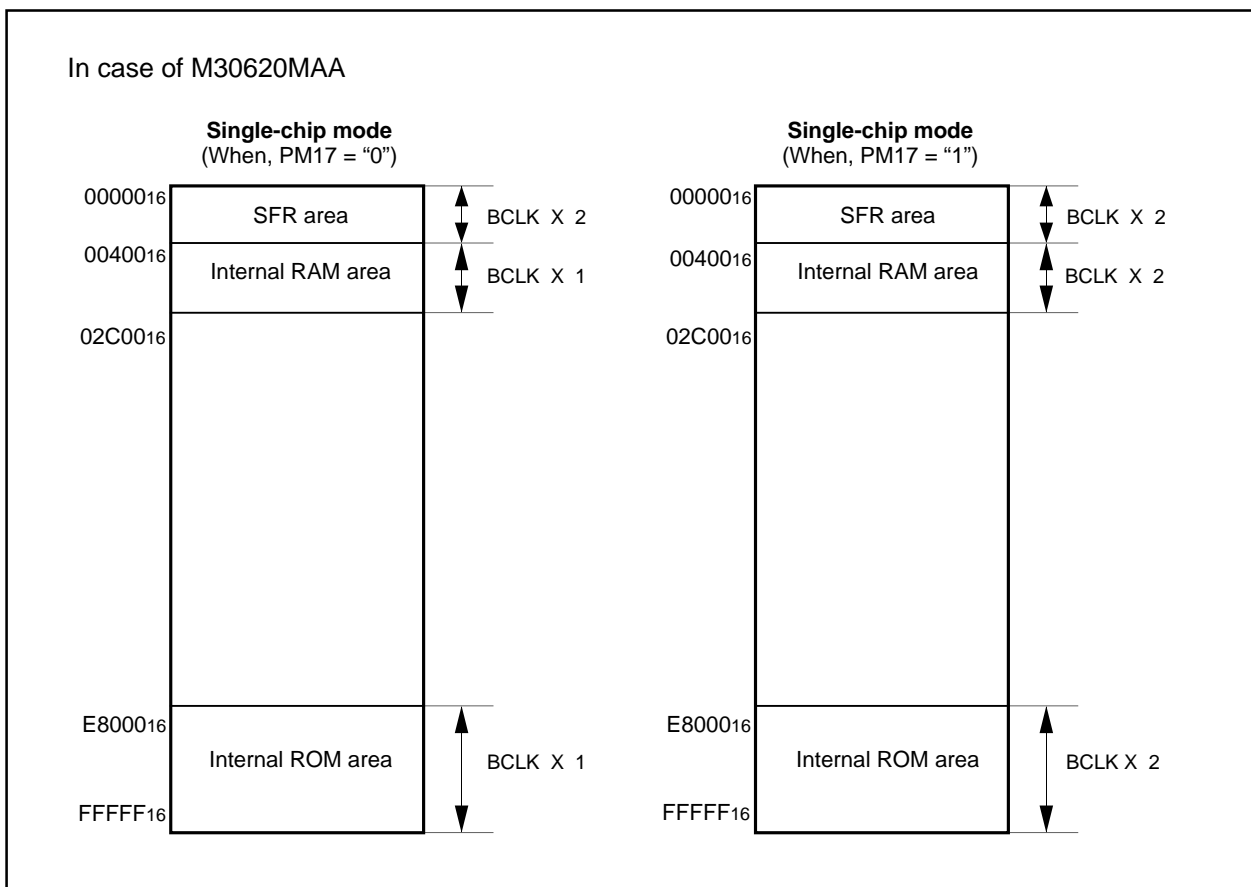 In case of M30620MAA
Single-chip mode
(When, PM17 = “0”)
0000016
SFR area
BCLK X 2
0040016
Internal RAM area
BCLK X 1
02C0016
E800016
Internal ROM area
BCLK X 1
FFFFF16
Single-chip mode
(When, PM17 = “1”)
0000016
SFR area
BCLK X 2
0040016
Internal RAM area
BCLK X 2
02C0016
E800016
Internal ROM area
BCLK X 2
FFFFF16